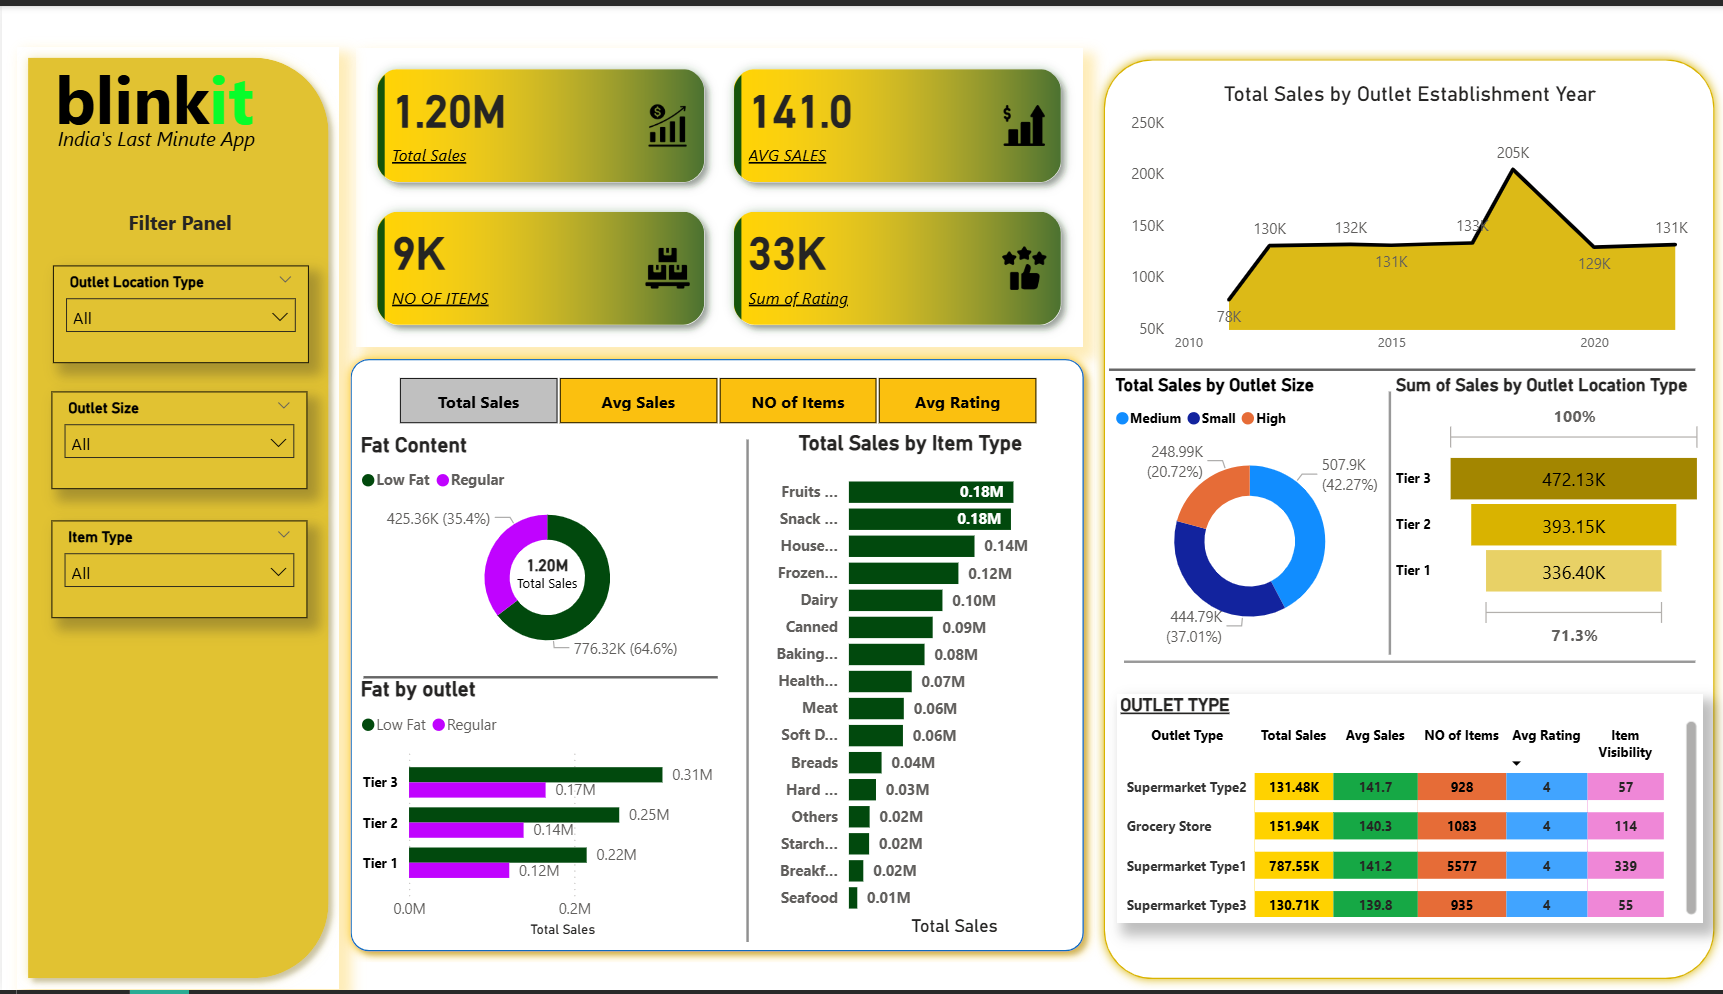 blinkit
India's Last Minute App
Filter Panel
Outlet Location Type
All
Outlet Size
All
Item Type
All
1.20M
Total Sales
141.0
AVG SALES
9K
NO OF ITEMS
33K
Sum of Rating
Total Sales
Avg Sales
NO of Items
Avg Rating
Fat Content
Low Fat
Regular
425.36K (35.4%)
1.20M
Total Sales
776.32K (64.6%)
Fat by outlet
Low Fat
Regular
Tier 3
0.31M
0.17M
Tier 2
0.25M
0.14M
Tier 1
0.22M
0.12M
0.0M
0.2M
Total Sales
Total Sales by Item Type
Fruits ... 0.18M
Snack ... 0.18M
House... 0.14M
Frozen... 0.12M
Dairy 0.10M
Canned 0.09M
Baking... 0.08M
Health... 0.07M
Meat 0.06M
Soft D... 0.06M
Breads 0.04M
Hard ... 0.03M
Others 0.02M
Starch... 0.02M
Breakf... 0.02M
Seafood 0.01M
Total Sales
Total Sales by Outlet Establishment Year
250K
200K
150K
100K
50K
78K
130K
132K
131K
133K
205K
129K
131K
2010
2015
2020
Total Sales by Outlet Size
Medium
Small
High
248.99K
(20.72%)
507.9K
(42.27%)
444.79K
(37.01%)
Sum of Sales by Outlet Location Type
100%
Tier 3 472.13K
Tier 2 393.15K
Tier 1 336.40K
71.3%
OUTLET TYPE
Outlet Type Total Sales Avg Sales NO of Items Avg Rating Item
Visibility
Supermarket Type2 131.48K 141.7 928 4 57
Grocery Store 151.94K 140.3 1083 4 114
Supermarket Type1 787.55K 141.2 5577 4 339
Supermarket Type3 130.71K 139.8 935 4 55